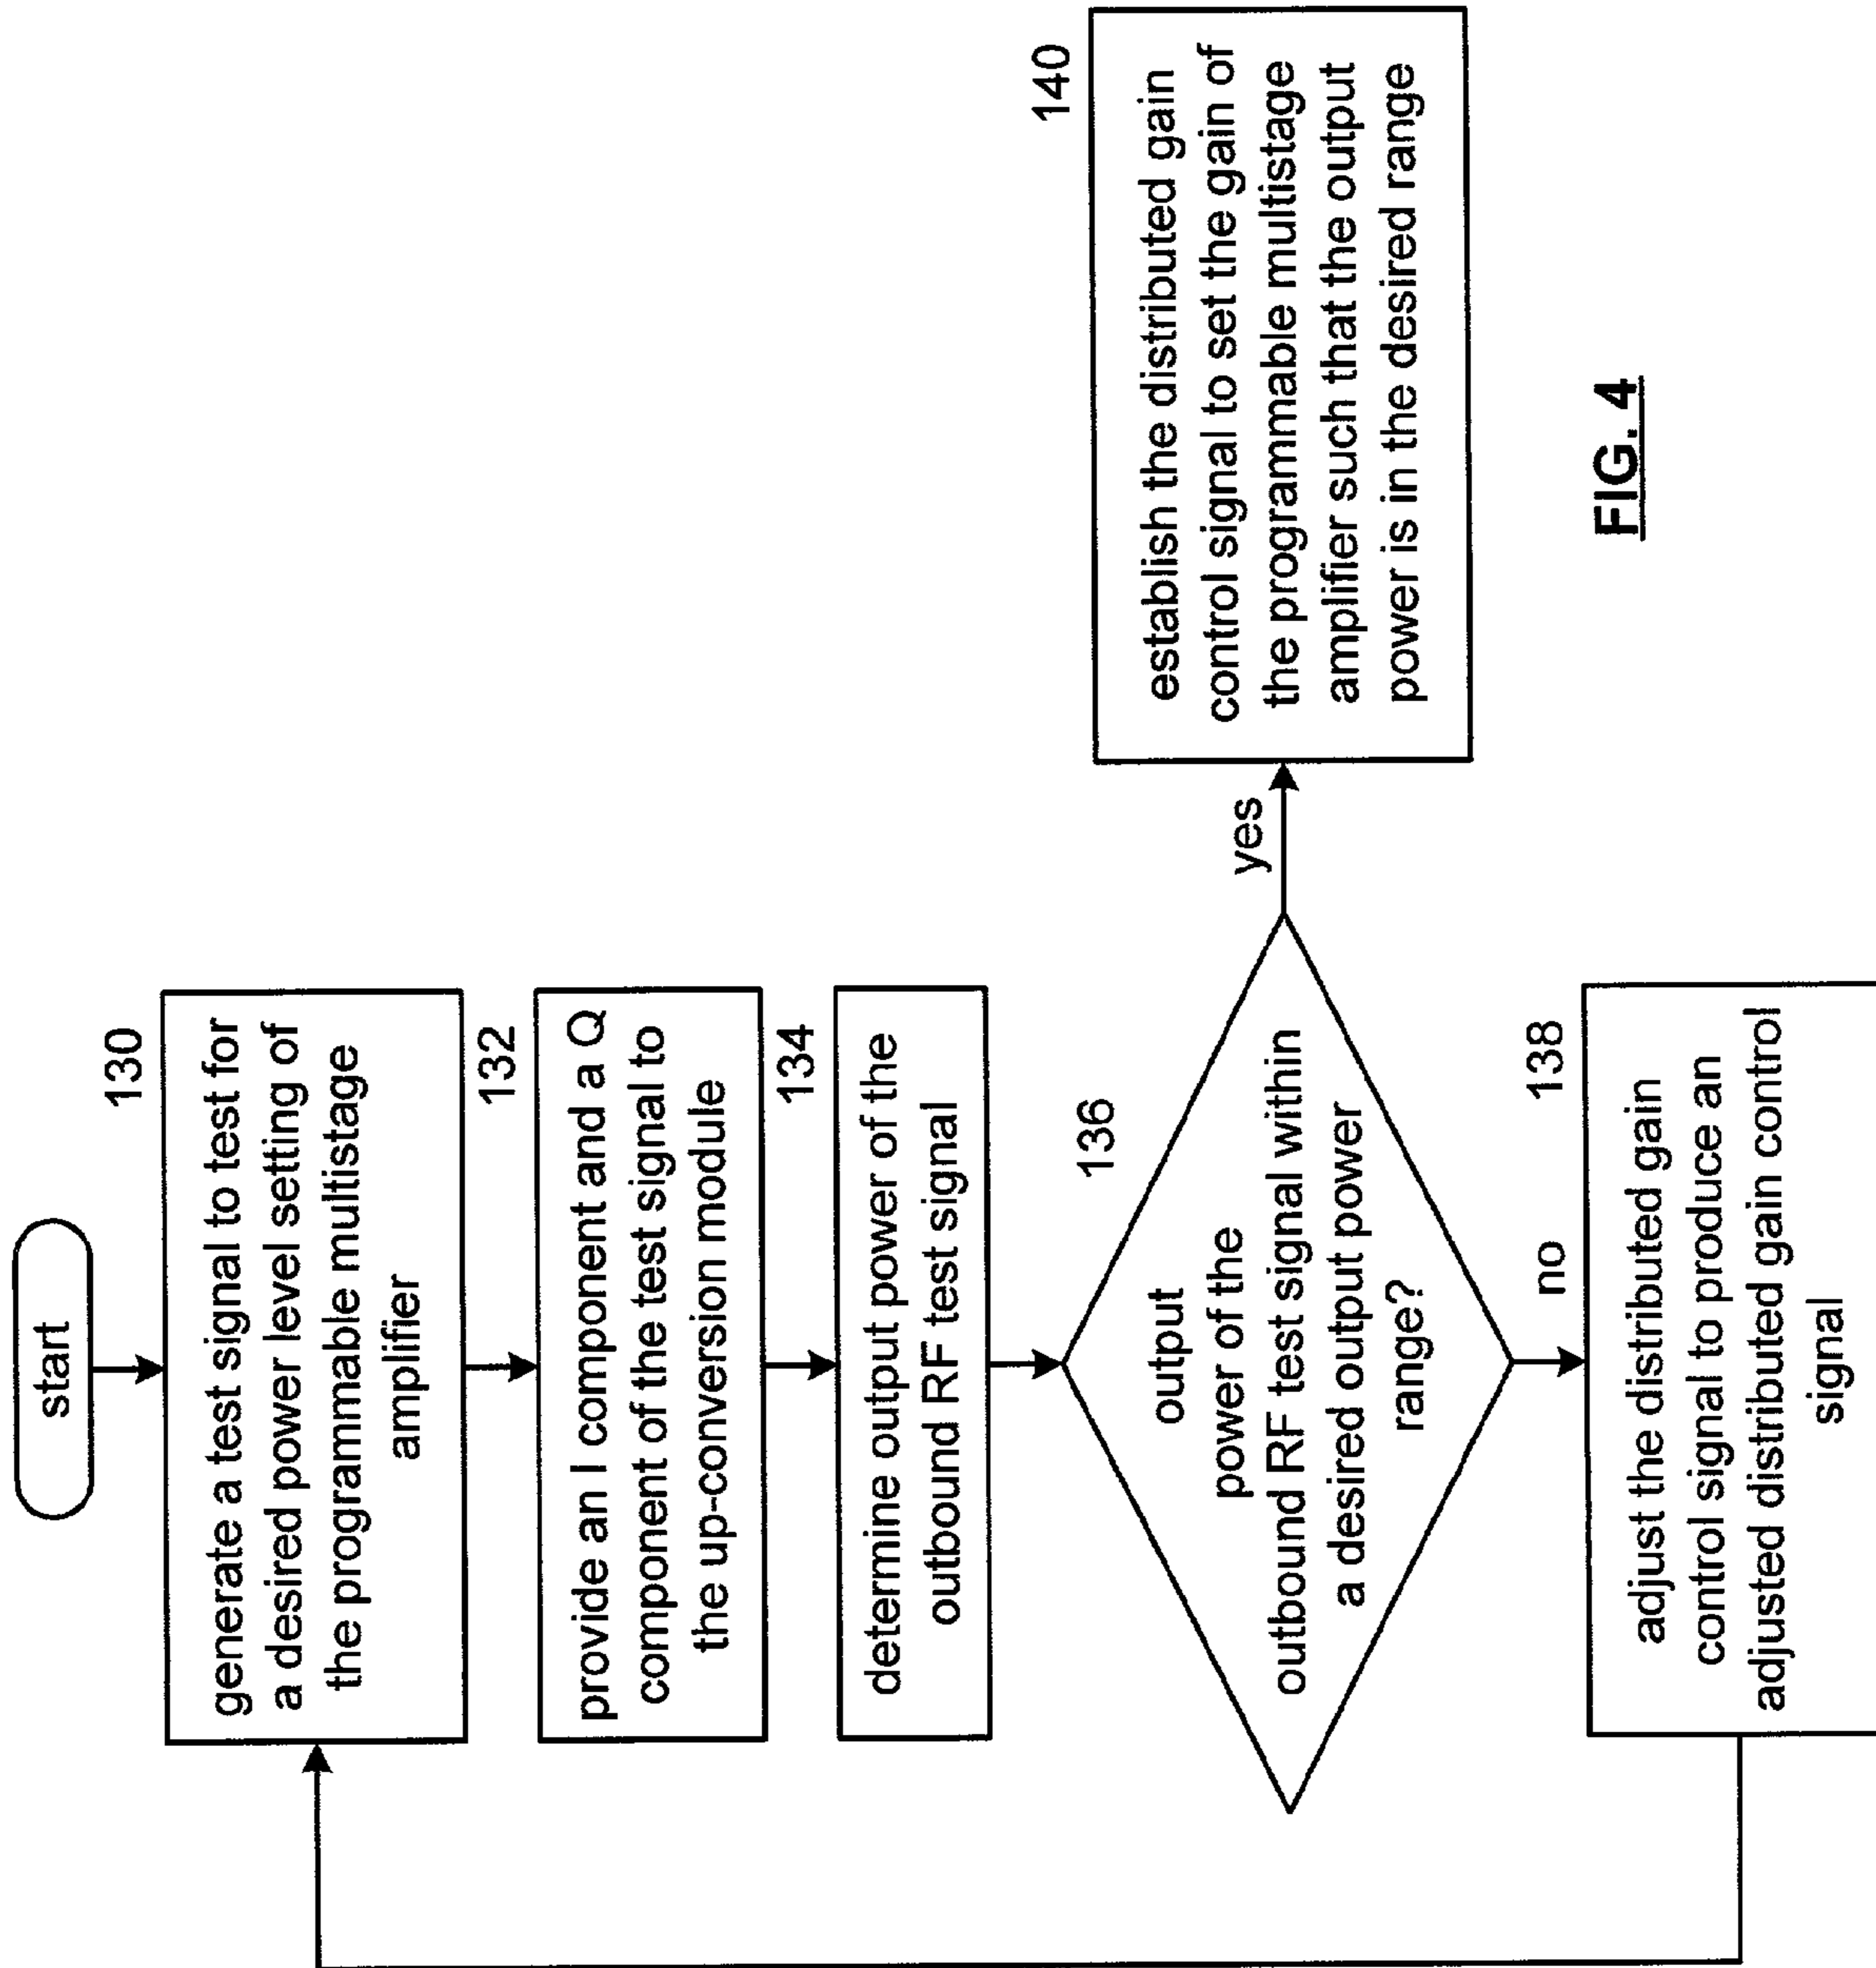 start
130
generate a test signal to test for
a desired power level setting of
the programmable multistage
amplifier
132
provide an I component and a Q
component of the test signal to
the up-conversion module
134
determine output power of the
outbound RF test signal
136
output
power of the
outbound RF test signal within
a desired output power
range?
yes
140
establish the distributed gain
control signal to set the gain of
the programmable multistage
amplifier such that the output
power is in the desired range
no
138
adjust the distributed gain
control signal to produce an
adjusted distributed gain control
signal
FIG. 4